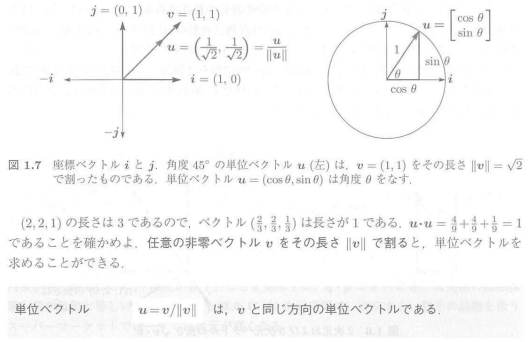 j = (0, 1)
v = (1, 1)
u = (1/√2, 1/√2) = u/‖u‖
−i
i = (1, 0)
−j
j
u = [cos θ
sin θ]
1
sin θ
θ
i
cos θ
図 1.7 座標ベクトル i と j. 角度 45° の単位ベクトル u (左) は, v = (1,1) をその長さ ‖v‖ = √2
で割ったものである. 単位ベクトル u = (cos θ, sin θ) は角度 θ をなす.
(2, 2, 1) の長さは 3 であるので, ベクトル (2/3, 2/3, 1/3) は長さが 1 である. u·u = 4/9 + 4/9 + 1/9 = 1
であることを確かめよ. 任意の非零ベクトル v をその長さ ‖v‖ で割ると, 単位ベクトルを
求めることができる.
単位ベクトル u = v/‖v‖ は, v と同じ方向の単位ベクトルである.